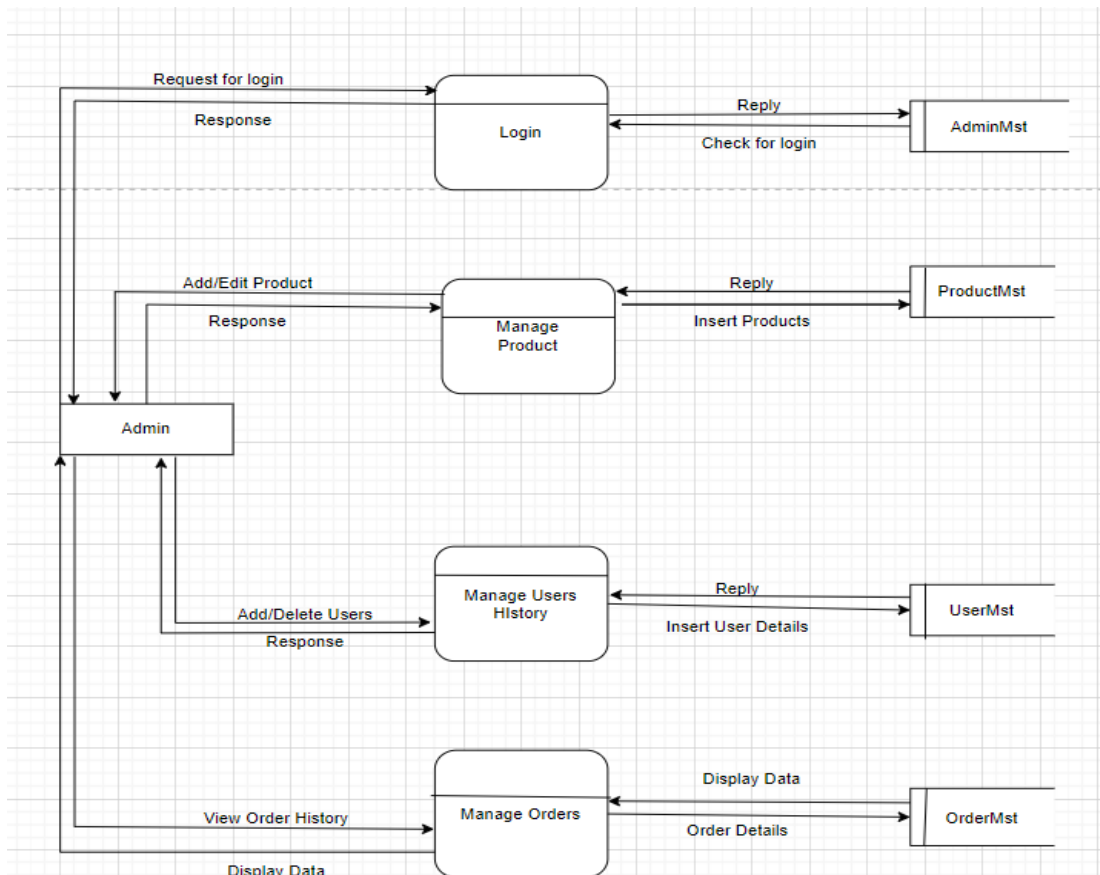 Request for login
Response
Login
Reply
Check for login
AdminMst
Add/Edit Product
Response
Manage
Product
Reply
Insert Products
ProductMst
Admin
Add/Delete Users
Response
Manage Users
HIstory
Reply
Insert User Details
UserMst
View Order History
Display Data
Manage Orders
Display Data
Order Details
OrderMst